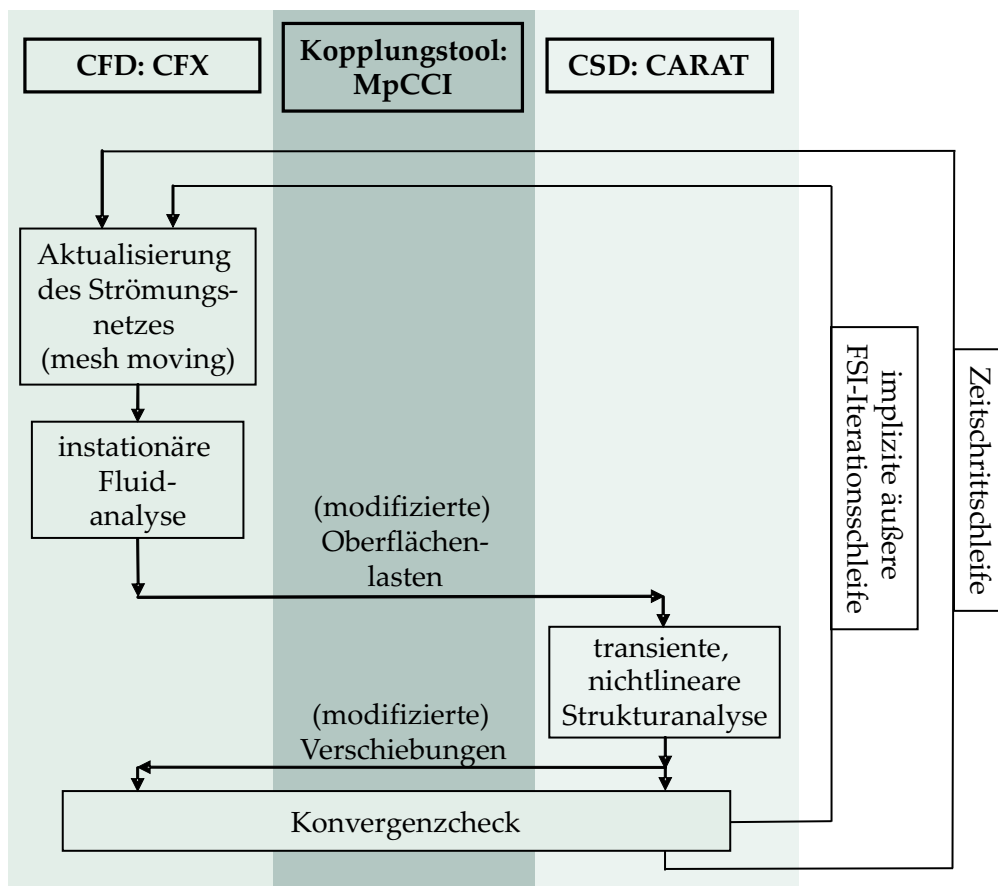 CFD: CFX
Kopplungstool:
MpCCI
CSD: CARAT
Aktualisierung
des Strömungs-
netzes
(mesh moving)
instationäre
Fluid-
analyse
(modifizierte)
Oberflächen-
lasten
transiente,
nichtlineare
Strukturanalyse
(modifizierte)
Verschiebungen
Konvergenzcheck
implizite äußere
FSI-Iterationsschleife
Zeitschrittschleife